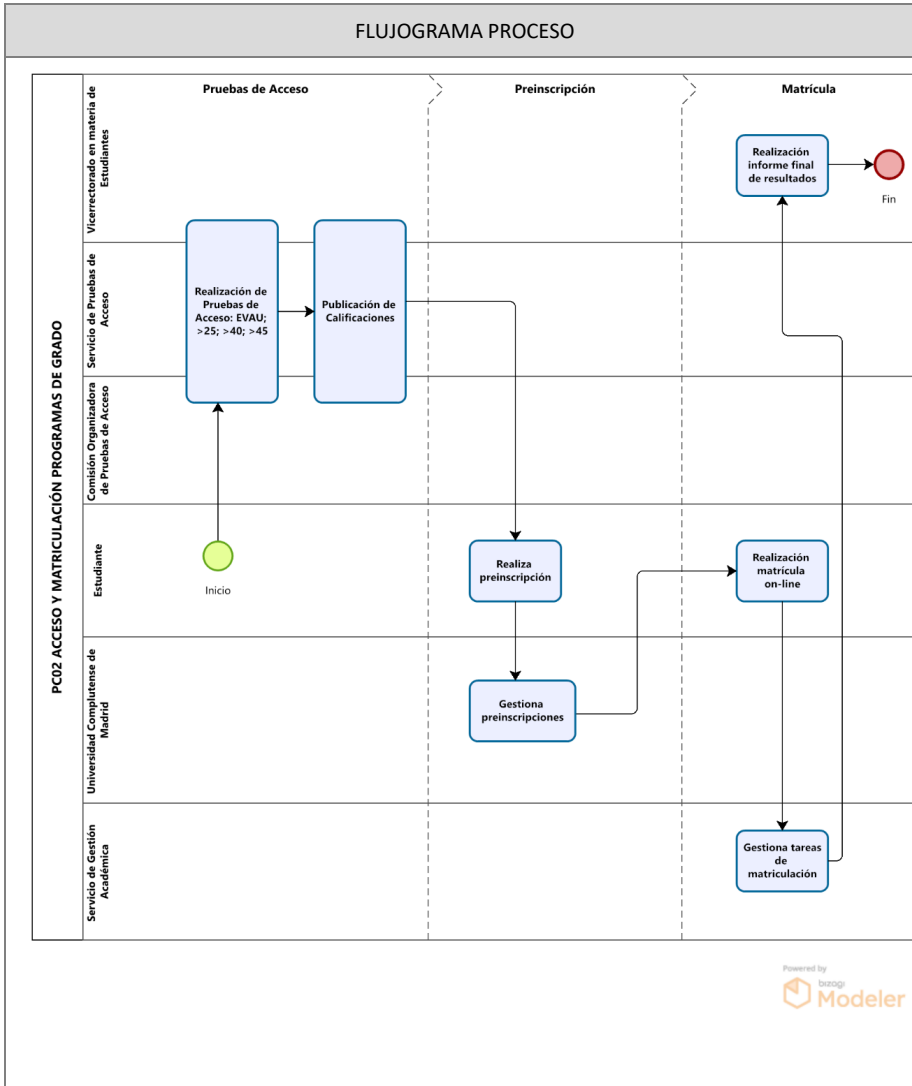 FLUJOGRAMA PROCESO
PC02 ACCESO Y MATRICULACIÓN PROGRAMAS DE GRADO
Pruebas de Acceso
Preinscripción
Matrícula
Vicerrectorado en materia de
Estudiantes
Realización
informe final
de resultados
Fin
Servicio de Pruebas de
Acceso
Realización de
Pruebas de
Acceso: EVAU;
>25; >40; >45
Publicación de
Calificaciones
Comisión Organizadora
de Pruebas de Acceso
Estudiante
Inicio
Realiza
preinscripción
Realización
matrícula
on-line
Universidad Complutense de
Madrid
Gestiona
preinscripciones
Servicio de Gestión
Académica
Gestiona tareas
de
matriculación
Powered by
bizagi
Modeler